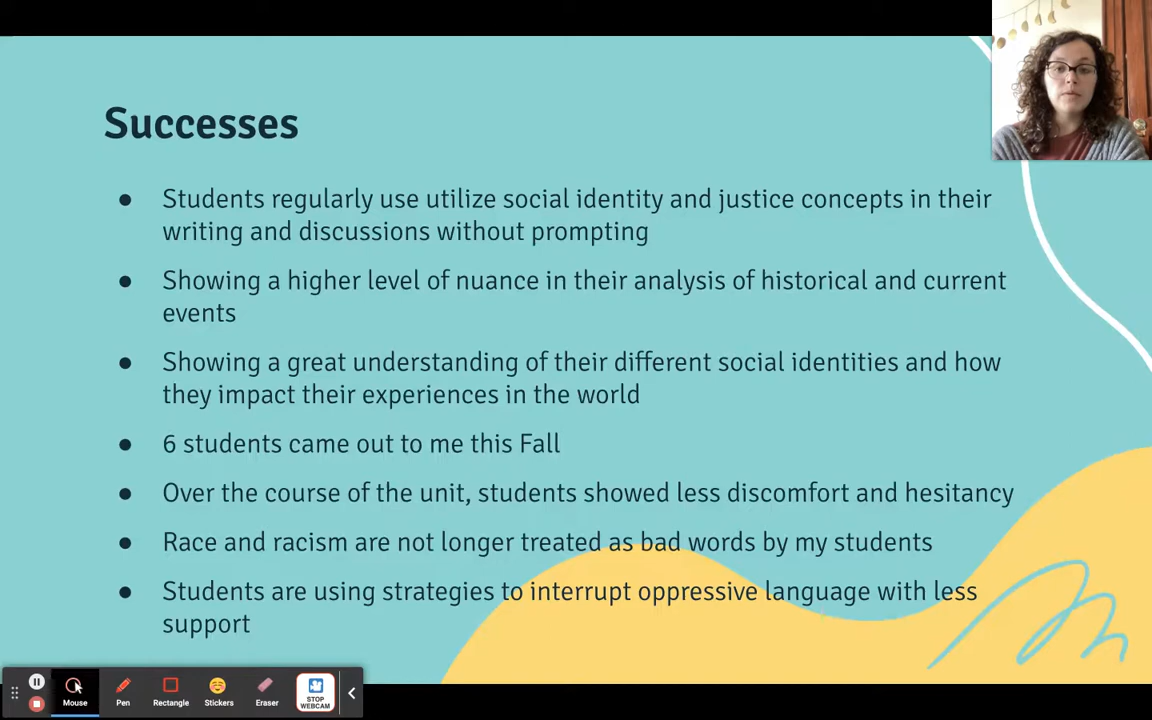 Successes
● Students regularly use utilize social identity and justice concepts in their
writing and discussions without prompting
● Showing a higher level of nuance in their analysis of historical and current
events
● Showing a great understanding of their different social identities and how
they impact their experiences in the world
● 6 students came out to me this Fall
● Over the course of the unit, students showed less discomfort and hesitancy
● Race and racism are not longer treated as bad words by my students
● Students are using strategies to interrupt oppressive language with less
support
Mouse Pen Rectangle Stickers Eraser STOP
WEBCAM